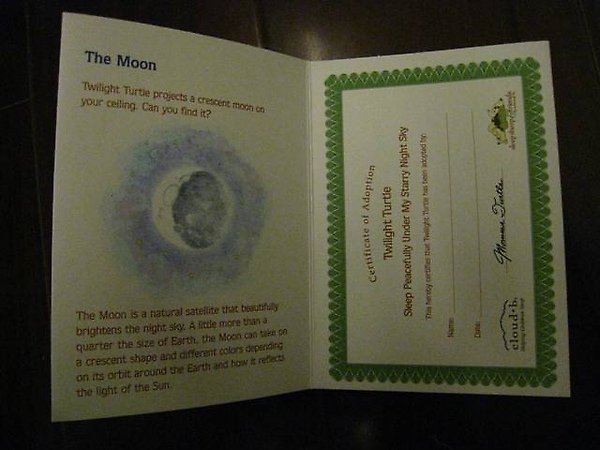 The Moon
Twilight Turtle projects a crescent moon on
your ceiling. Can you find it?
The Moon is a natural satellite that beautifully
brightens the night sky. A little more than a
quarter the size of Earth, the Moon can take on
a crescent shape and different colors depending
on its orbit around the Earth and how it reflects
the light of the Sun.
Certificate of Adoption
Twilight Turtle
Sleep Peacefully Under My Starry Night Sky
This hereby certifies that Twilight Turtle has been adopted by:
Name:
Date:
cloud b.
Helping children sleep
Momma Turtle